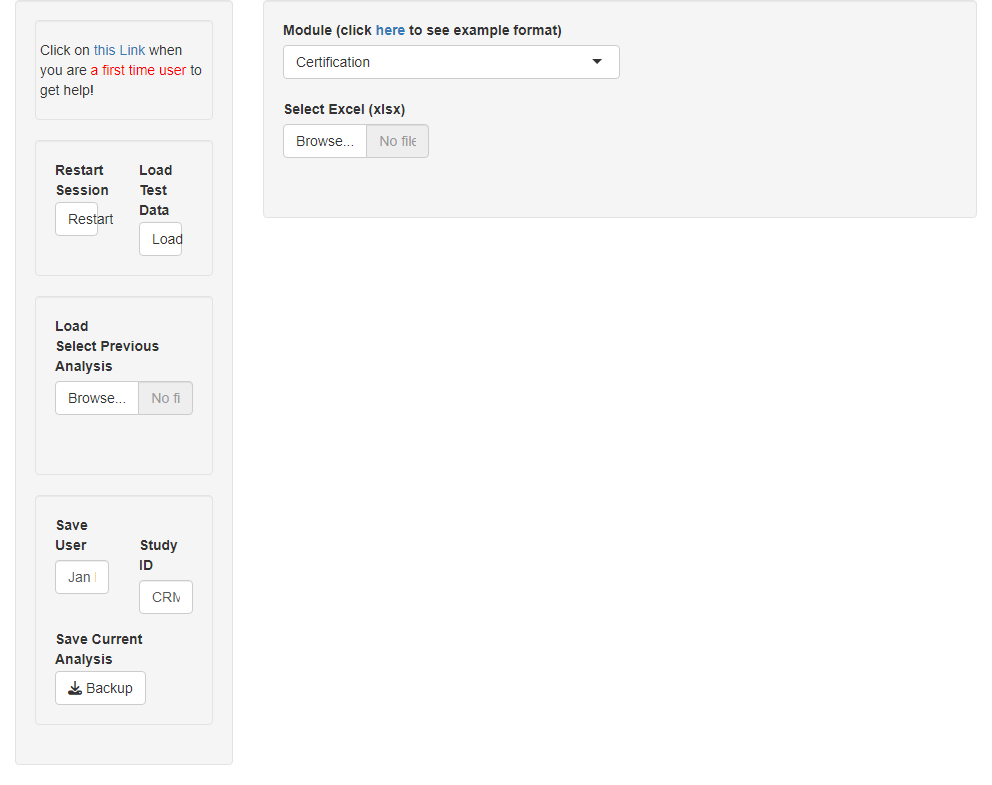 Click on this Link when
you are a first time user to
get help!
Restart
Session
Restart
Load
Test
Data
Load
Load
Select Previous
Analysis
Browse... No fi
Save
User
Jan
Study
ID
CRM
Save Current
Analysis
Backup
Module (click here to see example format)
Certification
Select Excel (xlsx)
Browse... No file